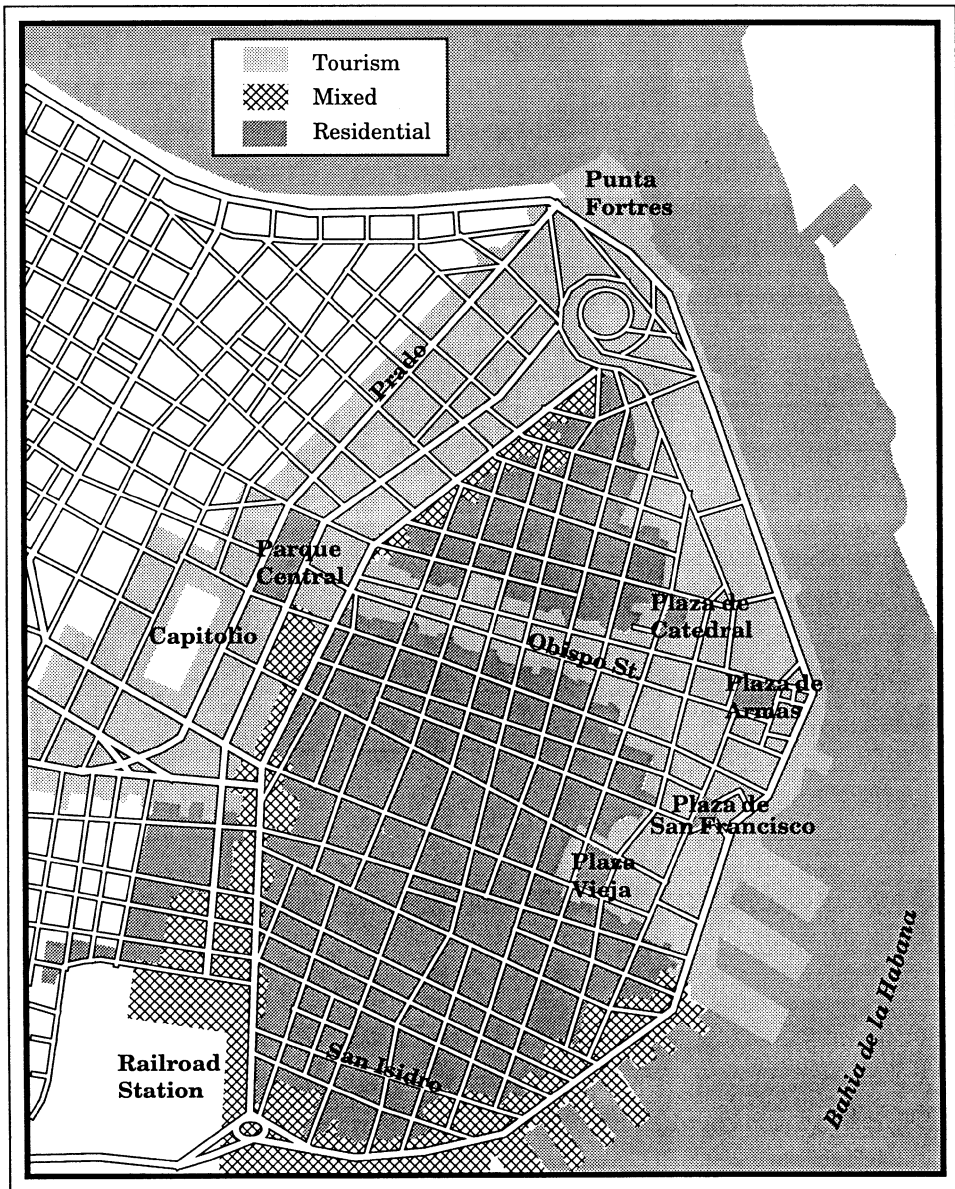 Tourism
Mixed
Residential
Punta
Fortres
Prado
Parque
Central
Capitolio
Plaza de
Catedral
Obispo St.
Plaza de
Armas
Plaza de
San Francisco
Plaza
Vieja
Bahia de la Habana
Railroad
Station
San Isidro